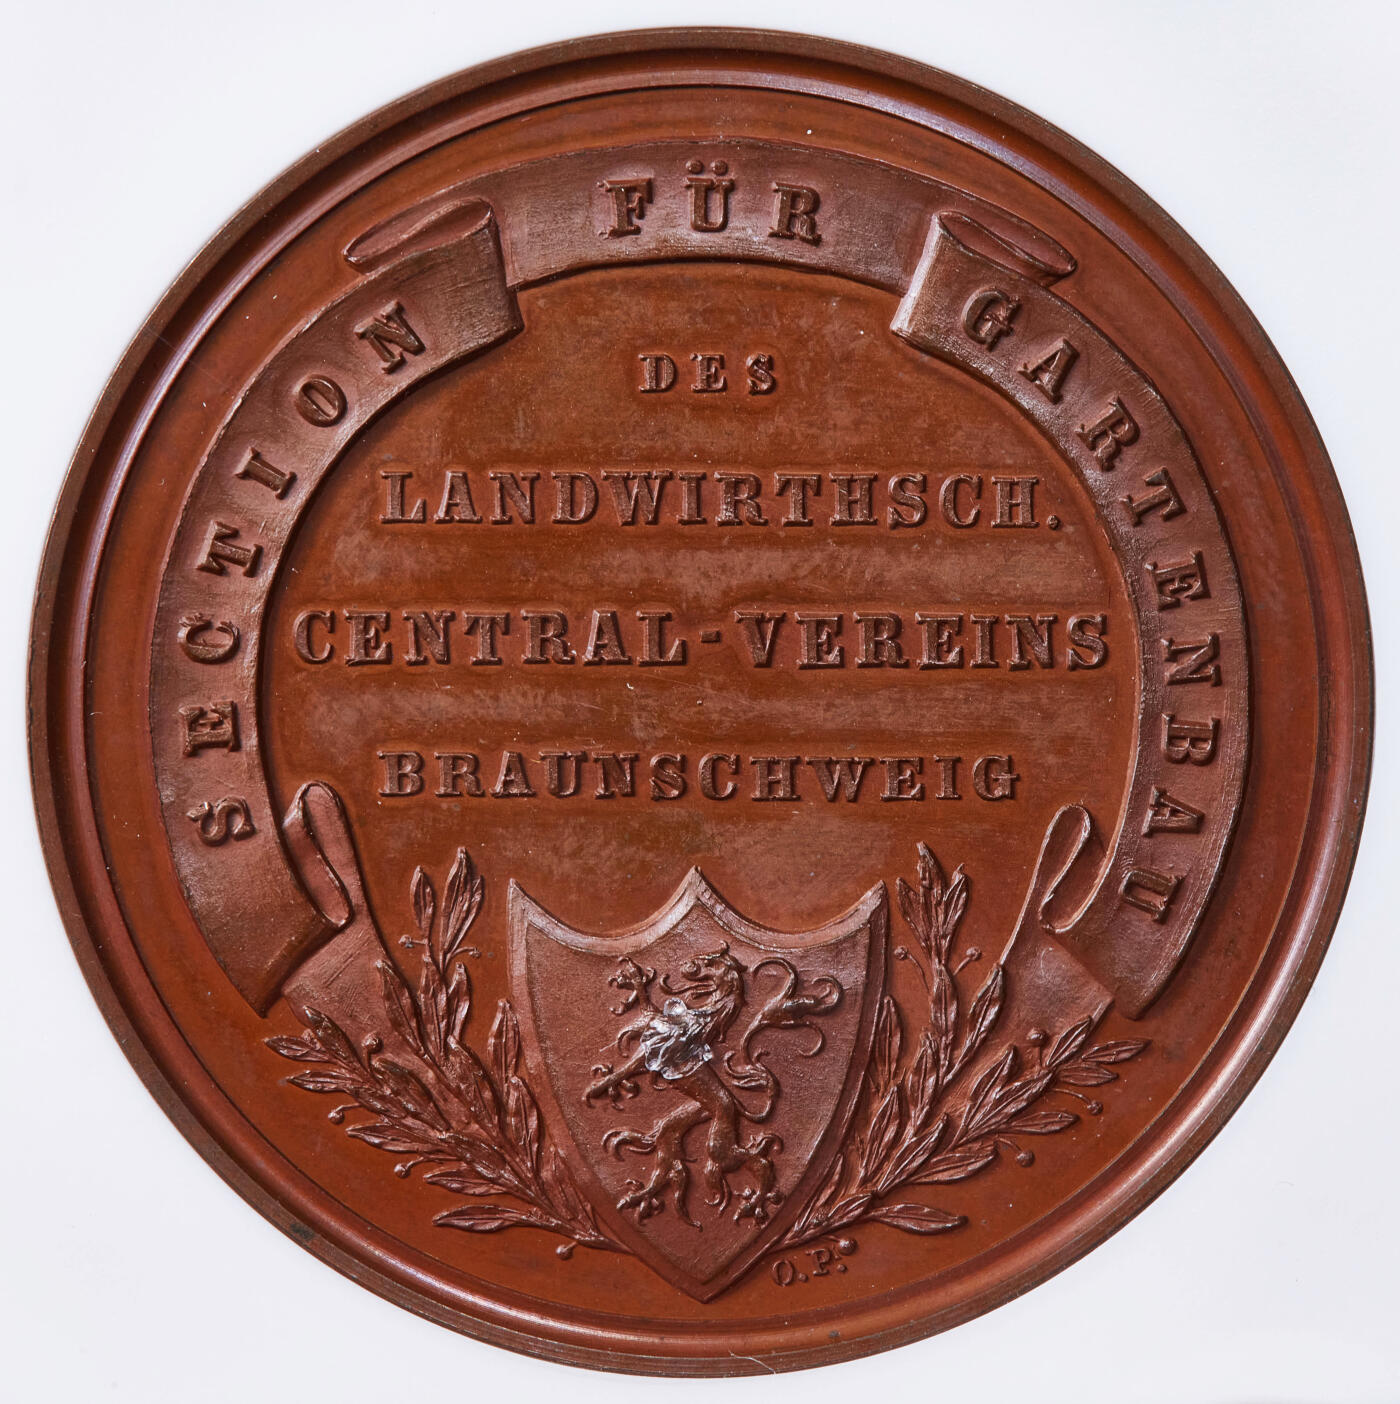 SECTION FÜR GARTENBAU
DES
LANDWIRTHSCH.
CENTRAL-VEREINS
BRAUNSCHWEIG
O.P.